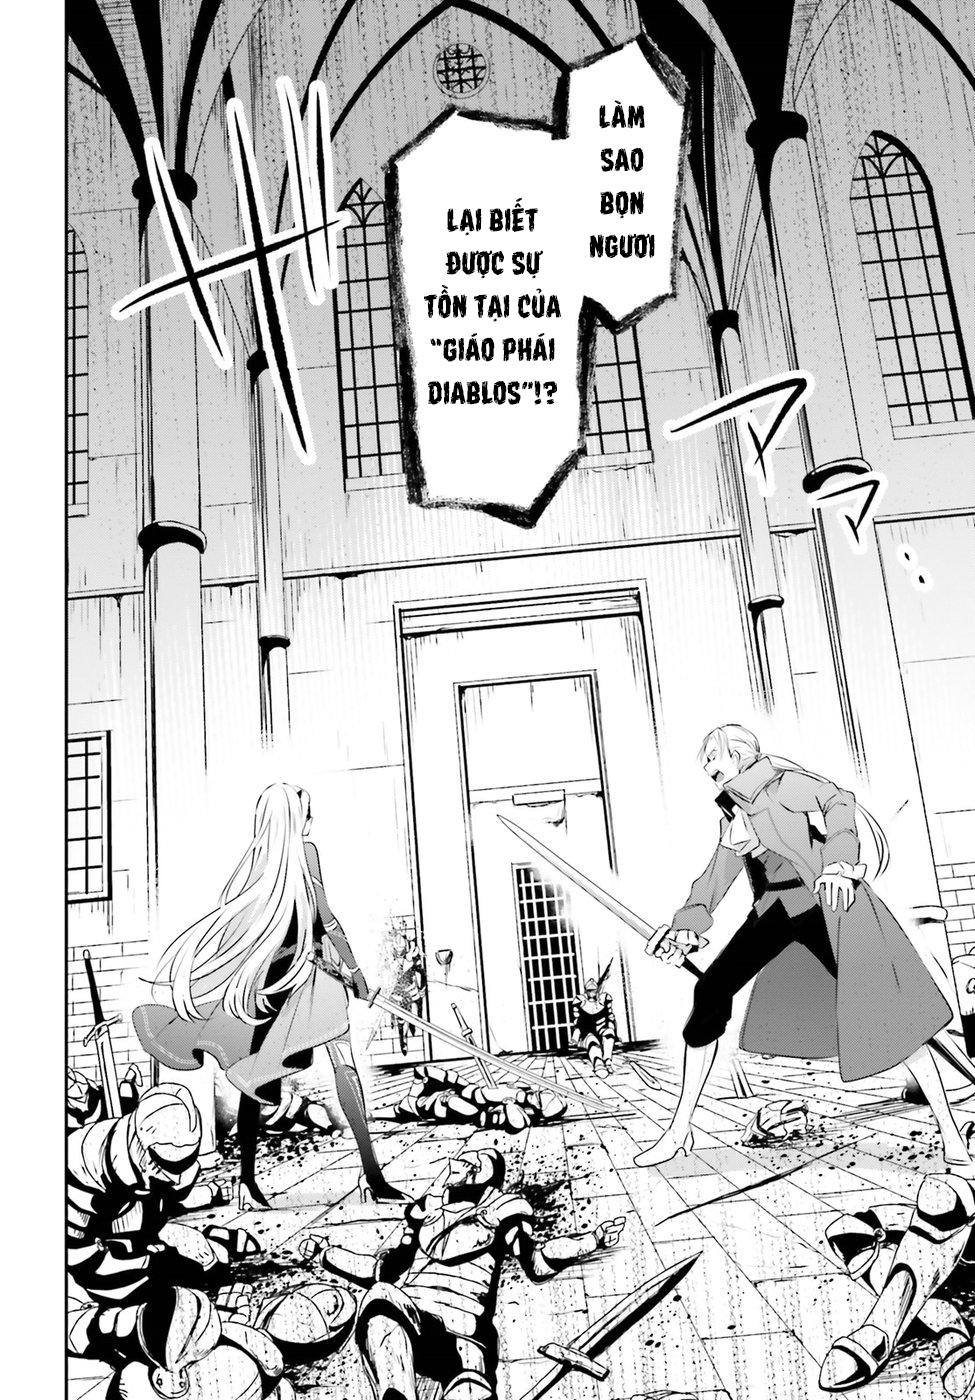 LÀM
SAO
BỌN
NGƯƠI
LẠI BIẾT
ĐƯỢC SỰ
TỒN TẠI CỦA
“GIÁO PHÁI
DIABLOS”!?